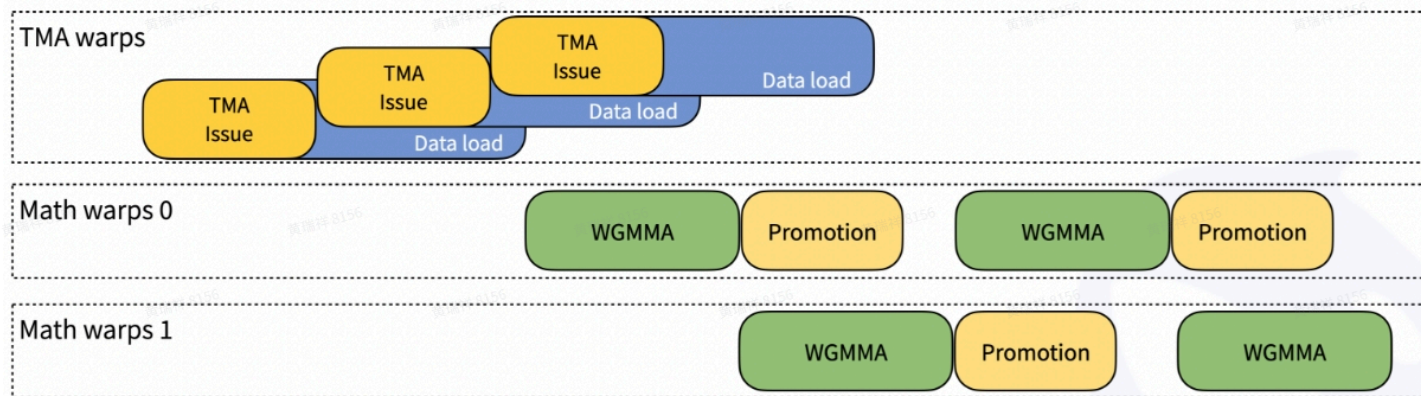 TMA warps
TMA
Issue
Data load
TMA
Issue
Data load
TMA
Issue
Data load
Math warps 0
WGMMA
Promotion
WGMMA
Promotion
Math warps 1
WGMMA
Promotion
WGMMA